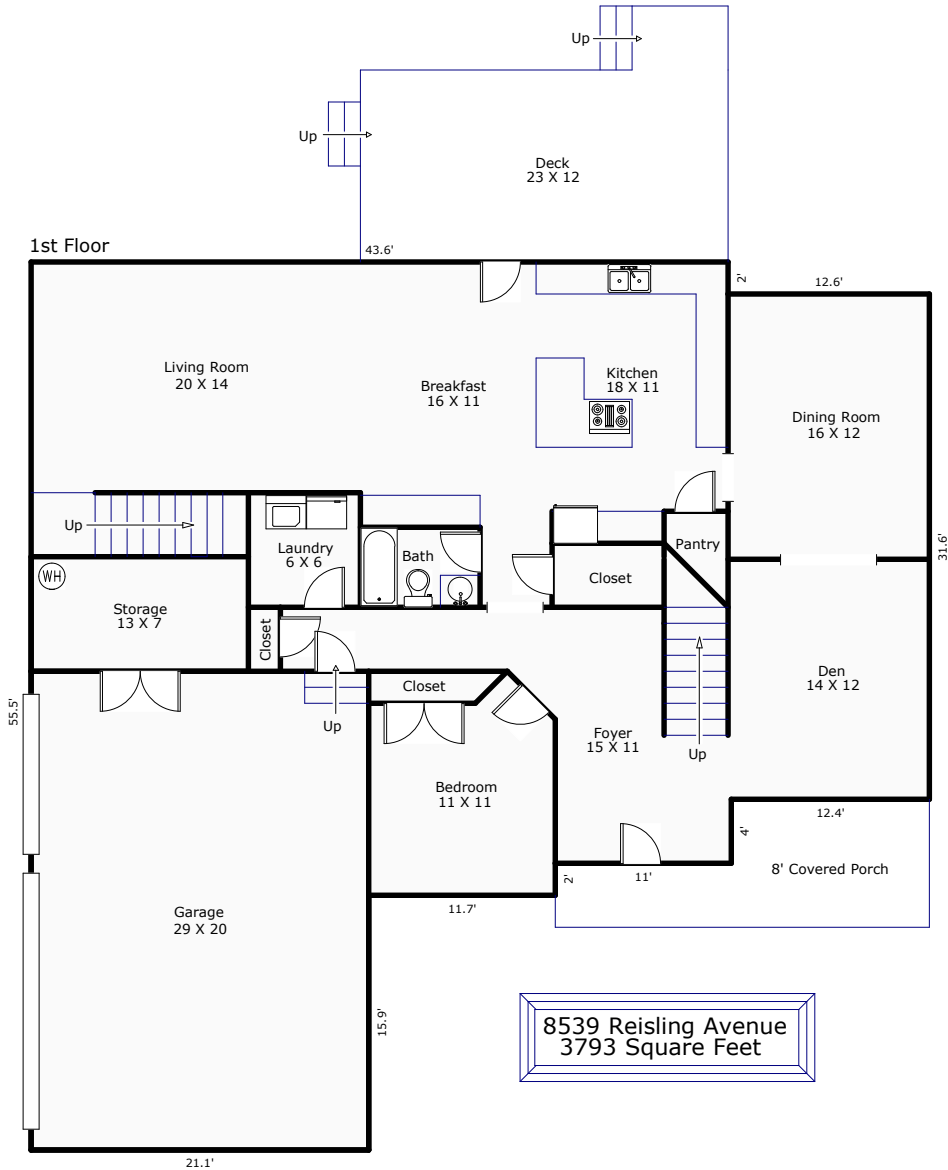 Up
Up
Deck
23 X 12
1st Floor
43.6'
2'
12.6'
Living Room
20 X 14
Breakfast
16 X 11
Kitchen
18 X 11
Dining Room
16 X 12
Up
Laundry
6 X 6
Bath
Pantry
31.6'
WH
Closet
Storage
13 X 7
Closet
Den
14 X 12
Closet
55.5'
Up
Foyer
15 X 11
Up
Bedroom
11 X 11
12.4'
4'
8' Covered Porch
2'
11'
11.7'
Garage
29 X 20
15.9'
8539 Reisling Avenue
3793 Square Feet
21.1'